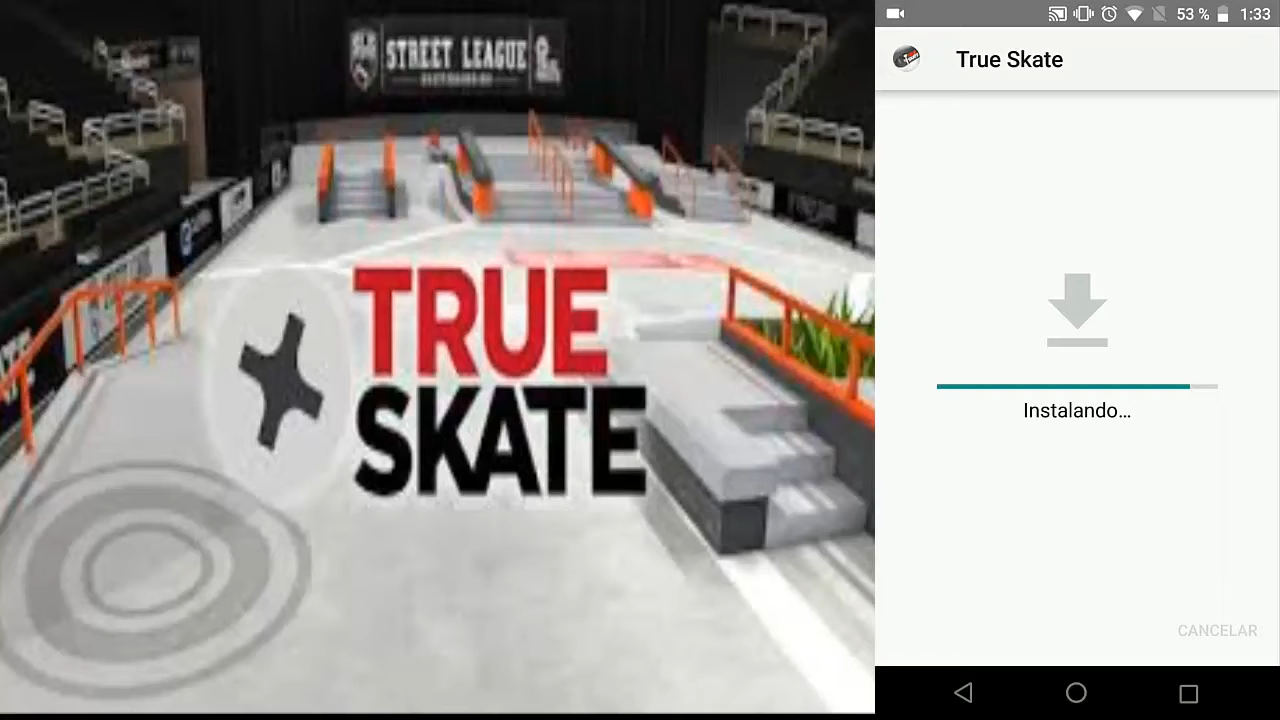 STREET LEAGUE
TRUE
SKATE
53 %
1:33
True Skate
Instalando...
CANCELAR